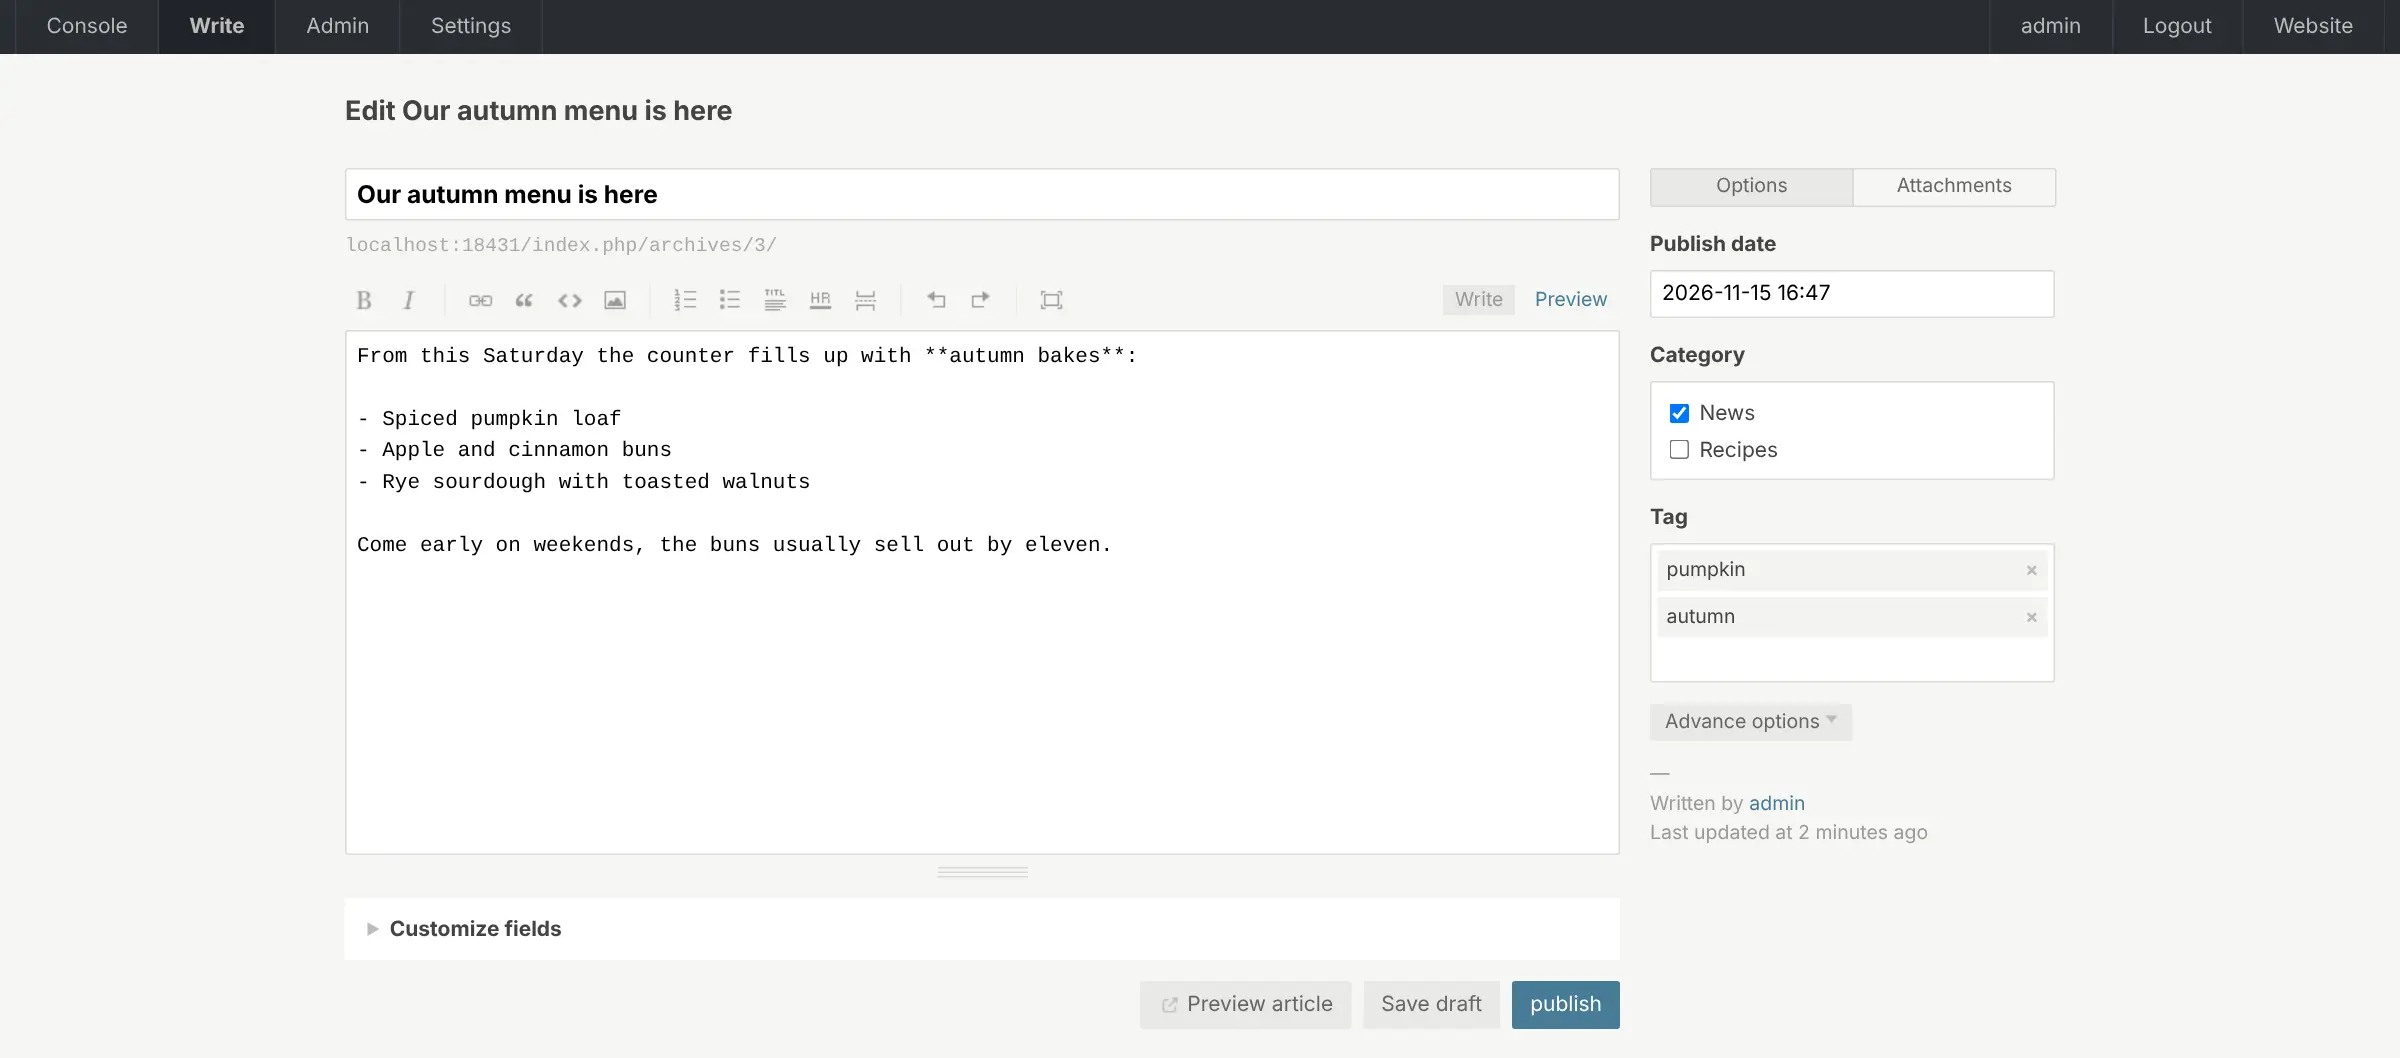 Console Write Admin Settings admin Logout Website
Edit Our autumn menu is here
Our autumn menu is here
localhost:18431/index.php/archives/3/
B I TITL HR Write Preview
From this Saturday the counter fills up with **autumn bakes**:
- Spiced pumpkin loaf
- Apple and cinnamon buns
- Rye sourdough with toasted walnuts
Come early on weekends, the buns usually sell out by eleven.
Customize fields
Preview article Save draft publish
Options Attachments
Publish date
2026-11-15 16:47
Category
News
Recipes
Tag
pumpkin ×
autumn ×
Advance options
—
Written by admin
Last updated at 2 minutes ago